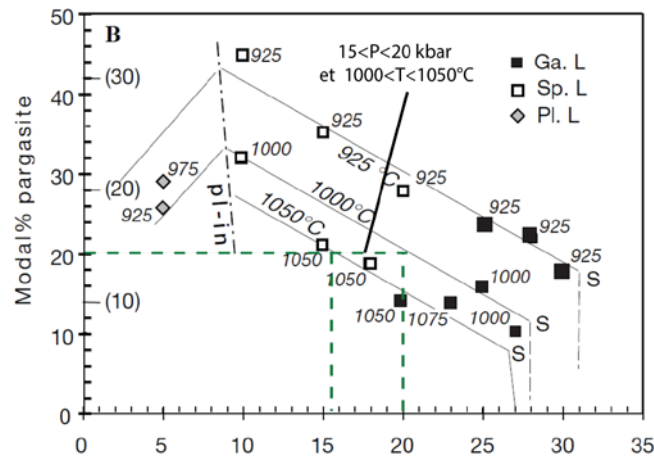 B
50
40
30
20
10
0
Modal% pargasite
(30)
(20)
(10)
15<P<20 kbar
et 1000<T<1050°C
Ga. L
Sp. L
Pl. L
925
925
925
925 °C
975
925
1000
1000°C
1050°C
pl-in
925
925
925
1050
1050
1050
1075
1000
1000
S
S
S
0 5 10 15 20 25 30 35